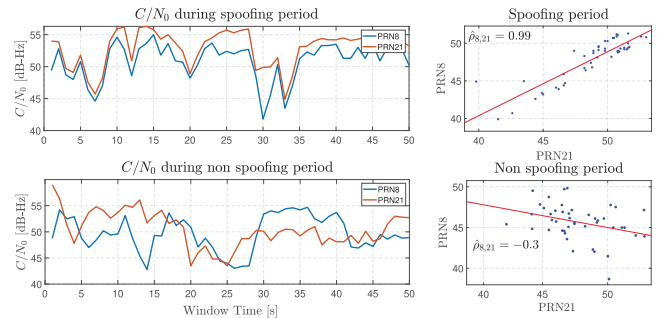 C/N₀ during spoofing period
C/N₀ [dB-Hz]
55
50
45
40
0 5 10 15 20 25 30 35 40 45 50
PRN8
PRN21
Spoofing period
ρ̂₈,₂₁ = 0.99
PRN8
50
45
40
40 45 50
PRN21
C/N₀ during non spoofing period
C/N₀ [dB-Hz]
55
50
45
40
0 5 10 15 20 25 30 35 40 45 50
Window Time [s]
PRN8
PRN21
Non spoofing period
ρ̂₈,₂₁ = −0.3
PRN8
50
45
40
40 45 50
PRN21